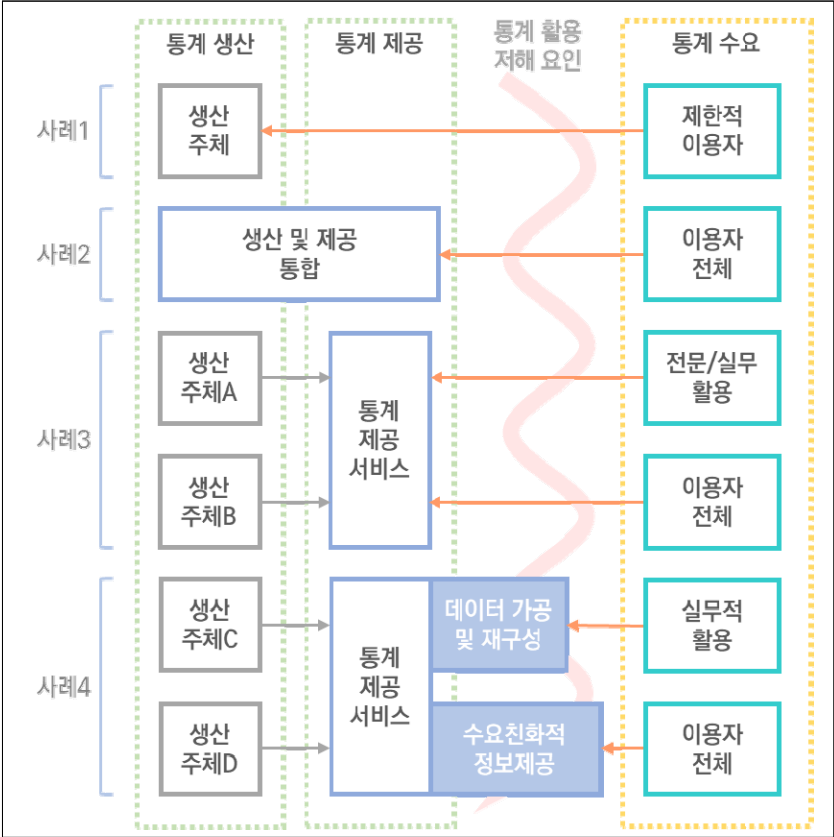 통계 생산
통계 제공
통계 활용
저해 요인
통계 수요
사례1
생산
주체
제한적
이용자
사례2
생산 및 제공
통합
이용자
전체
사례3
생산
주체A
통계
제공
서비스
전문/실무
활용
생산
주체B
이용자
전체
사례4
생산
주체C
통계
제공
서비스
데이터 가공
및 재구성
실무적
활용
생산
주체D
수요친화적
정보제공
이용자
전체